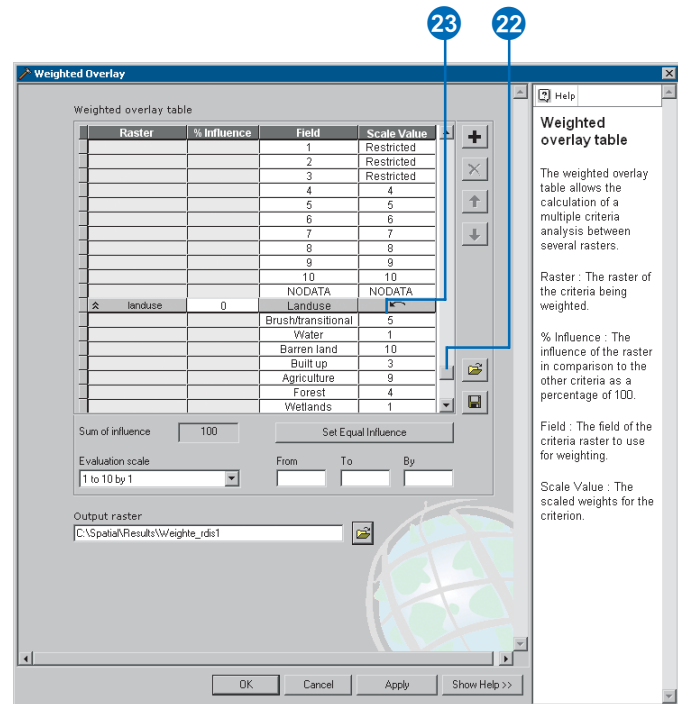 23 22
Weighted Overlay
Weighted overlay table
Raster % Influence Field Scale Value
1 Restricted
2 Restricted
3 Restricted
4 4
5 5
6 6
7 7
8 8
9 9
10 10
NODATA NODATA
landuse 0 Landuse
Brush/transitional 5
Water 1
Barren land 10
Built up 3
Agriculture 9
Forest 4
Wetlands 1
Sum of influence 100 Set Equal Influence
Evaluation scale From To By
1 to 10 by 1
Output raster
C:\Spatial\Results\Weighte_rdis1
OK Cancel Apply Show Help >>
Help
Weighted
overlay table
The weighted overlay
table allows the
calculation of a
multiple criteria
analysis between
several rasters.
Raster : The raster of
the criteria being
weighted.
% Influence : The
influence of the raster
in comparison to the
other criteria as a
percentage of 100.
Field : The field of the
criteria raster to use
for weighting.
Scale Value : The
scaled weights for the
criterion.